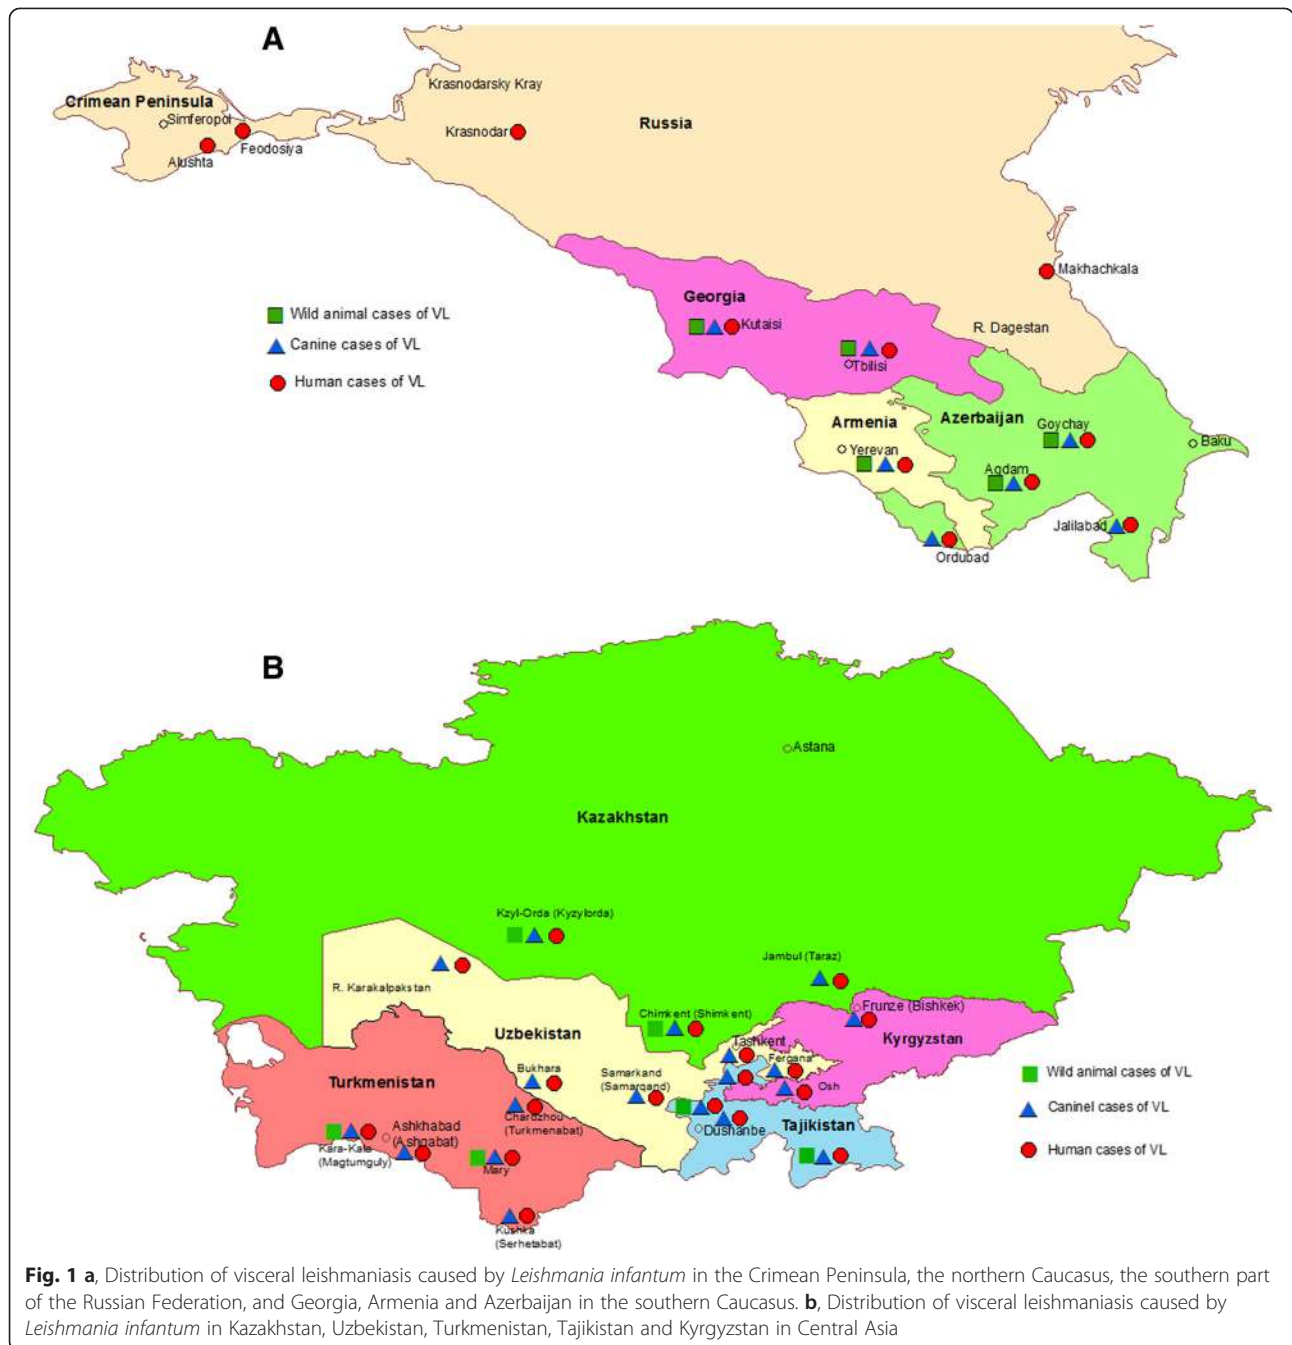 A
Krasnodarsky Kray
Crimean Peninsula
Simferopol
Russia
Krasnodar
Feodosiya
Alushta
Makhachkala
Georgia
Wild animal cases of VL
Kutaisi
R. Dagestan
Canine cases of VL
Tbilisi
Human cases of VL
Armenia
Azerbaijan
Goychay
Yerevan
Baku
Agdam
Jalilabad
Ordubad
B
Astana
Kazakhstan
Kzyl-Orda (Kyzylorda)
Jambul (Taraz)
R. Karakalpakstan
Chimkent (Shimkent)
Frunze (Bishkek)
Uzbekistan
Tashkent
Kyrgyzstan
Fergana
Bukhara
Samarkand
(Samarqand)
Osh
Turkmenistan
Wild animal cases of VL
Chardzhou
(Turkmenabat)
Caninel cases of VL
Ashkhabad
(Ashgabat)
Dushanbe
Tajikistan
Kara-Kala
(Magtumguly)
Mary
Human cases of VL
Kushka
(Serhetabat)
Fig. 1 a, Distribution of visceral leishmaniasis caused by Leishmania infantum in the Crimean Peninsula, the northern Caucasus, the southern part
of the Russian Federation, and Georgia, Armenia and Azerbaijan in the southern Caucasus. b, Distribution of visceral leishmaniasis caused by
Leishmania infantum in Kazakhstan, Uzbekistan, Turkmenistan, Tajikistan and Kyrgyzstan in Central Asia